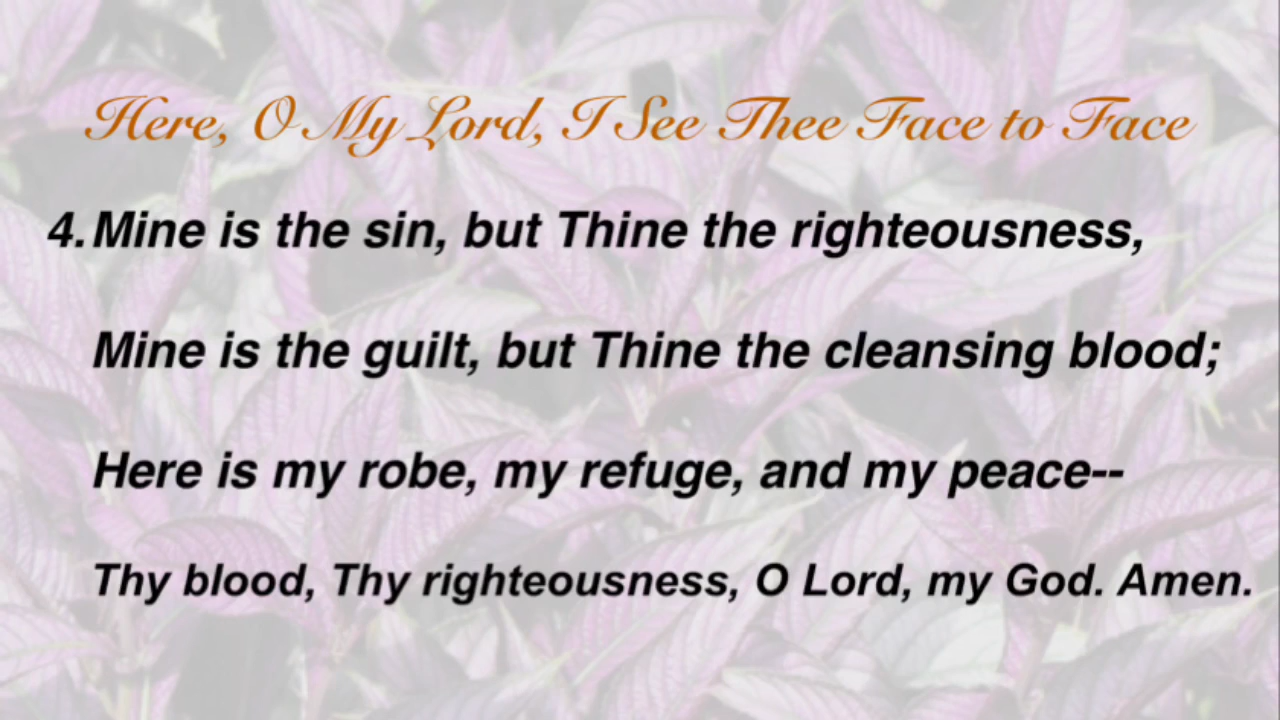 Here, O My Lord, I See Thee Face to Face
4. Mine is the sin, but Thine the righteousness,
Mine is the guilt, but Thine the cleansing blood;
Here is my robe, my refuge, and my peace--
Thy blood, Thy righteousness, O Lord, my God. Amen.